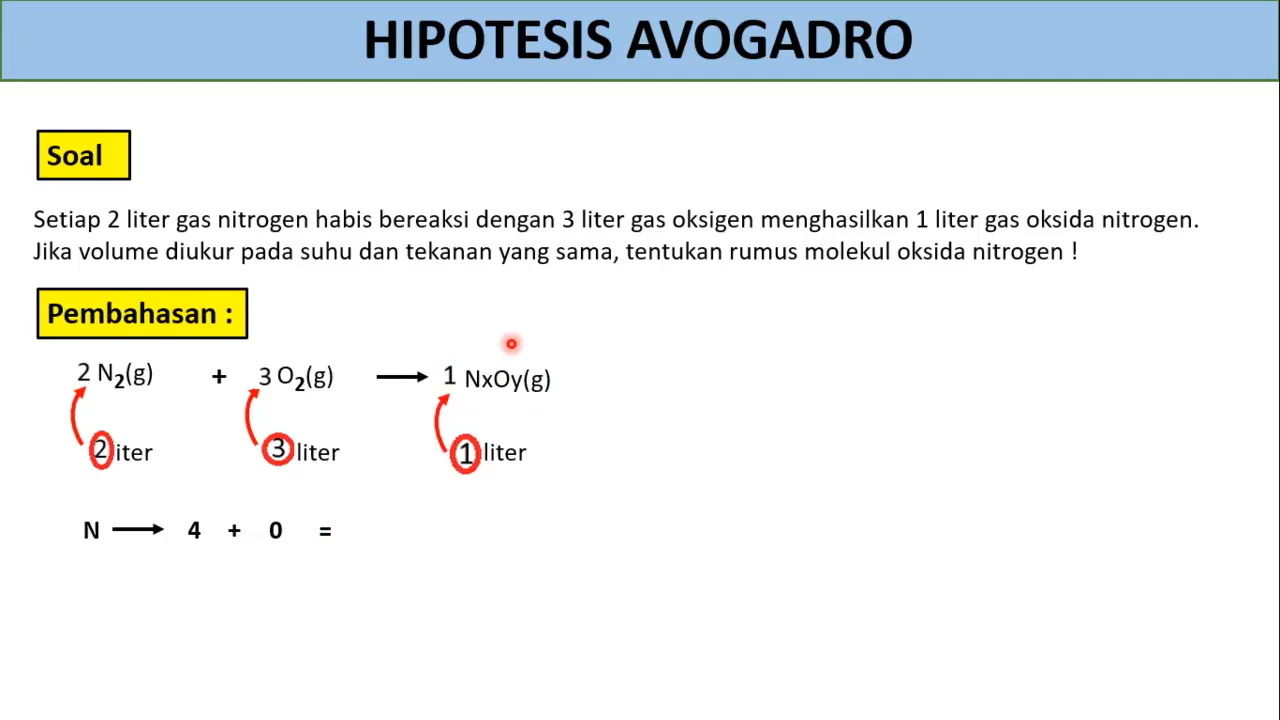 HIPOTESIS AVOGADRO
Soal
Setiap 2 liter gas nitrogen habis bereaksi dengan 3 liter gas oksigen menghasilkan 1 liter gas oksida nitrogen.
Jika volume diukur pada suhu dan tekanan yang sama, tentukan rumus molekul oksida nitrogen !
Pembahasan :
2 N₂(g) + 3 O₂(g) → 1 NxOy(g)
2 iter 3 liter 1 liter
N → 4 + 0 =